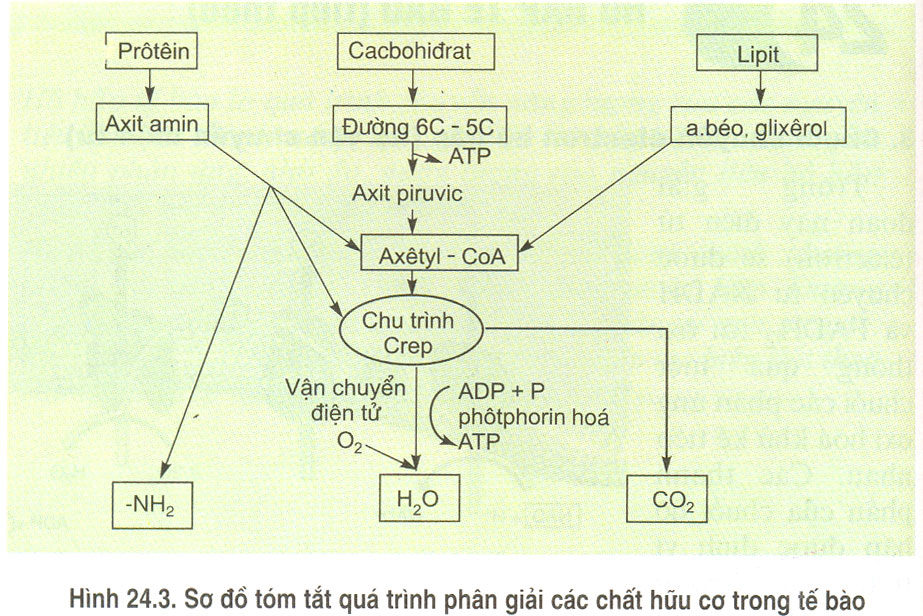 Prôtêin
Cacbohiđrat
Lipit
Axit amin
Đường 6C - 5C
a.béo, glixêrol
ATP
Axit piruvic
Axêtyl - CoA
Chu trình
Crep
Vận chuyển
điện tử
O₂
ADP + P
phôtphorin hoá
ATP
-NH₂
H₂O
CO₂
Hình 24.3. Sơ đồ tóm tắt quá trình phân giải các chất hữu cơ trong tế bào